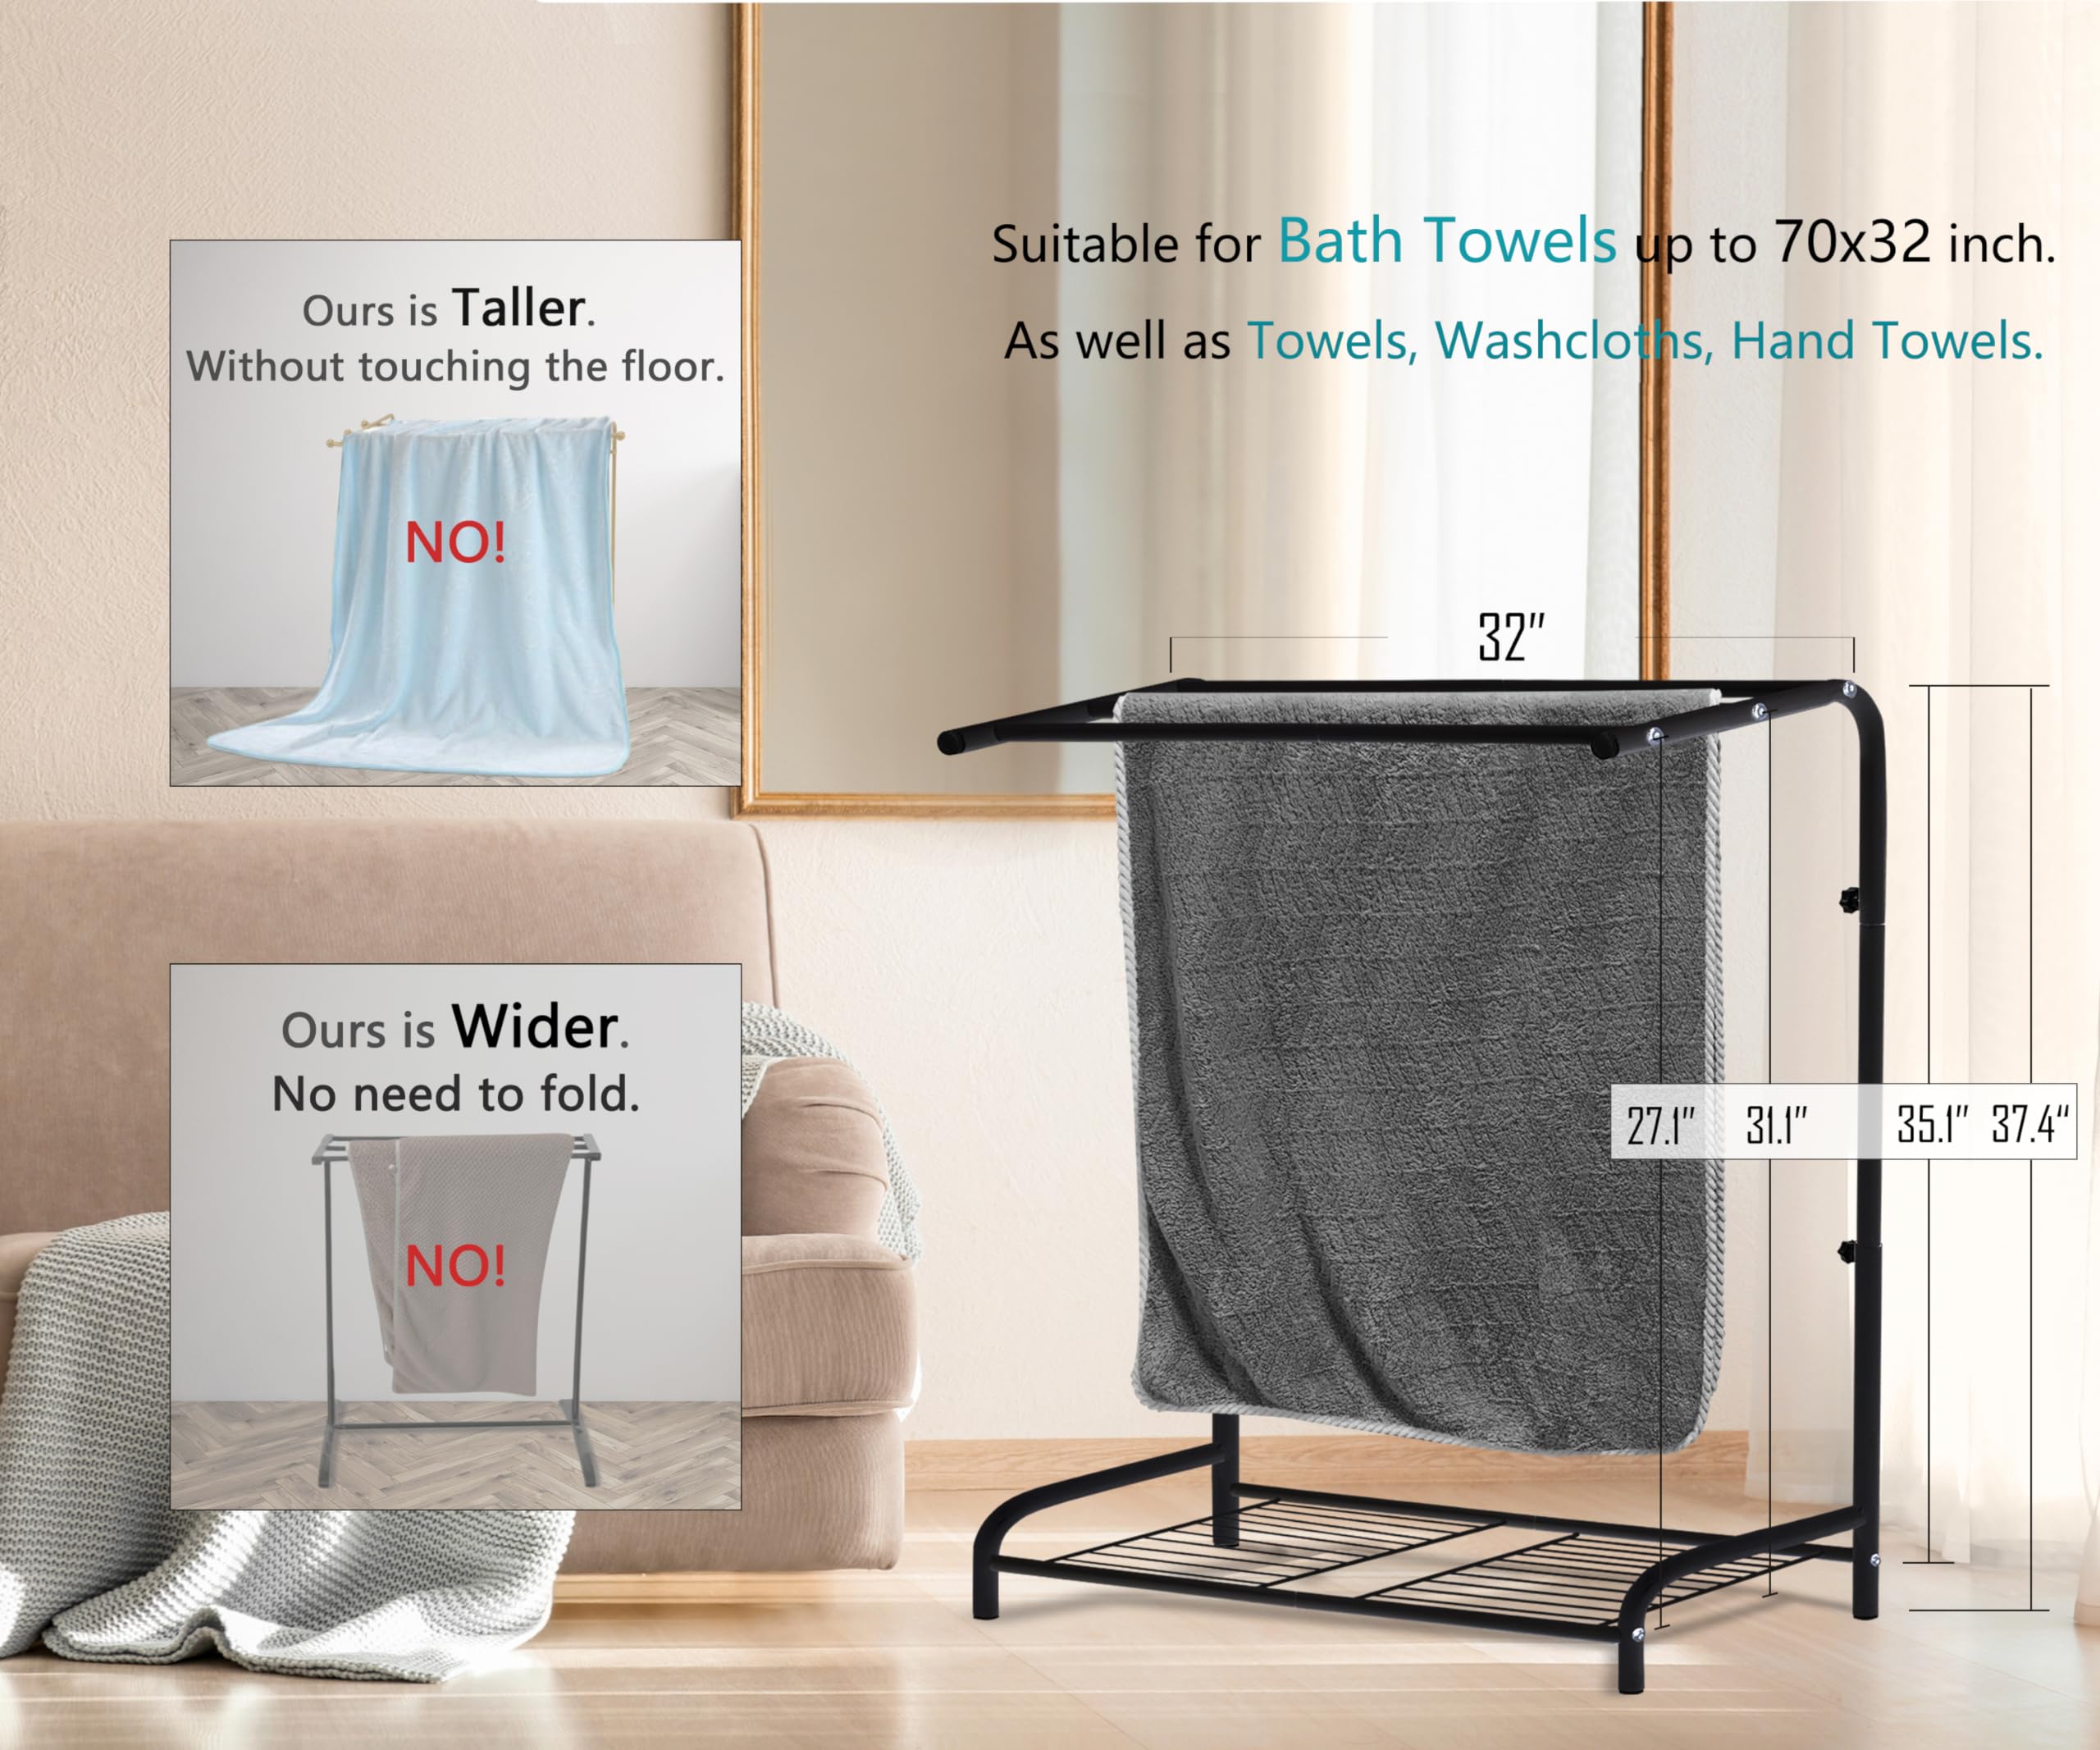 Suitable for Bath Towels up to 70x32 inch.
As well as Towels, Washcloths, Hand Towels.
Ours is Taller.
Without touching the floor.
NO!
Ours is Wider.
No need to fold.
NO!
32"
27.1" 31.1" 35.1" 37.4"